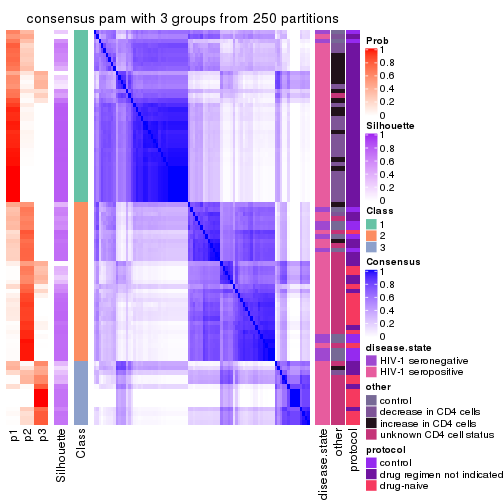 consensus pam with 3 groups from 250 partitions
Prob
1
0.8
0.6
0.4
0.2
0
Silhouette
1
0.8
0.6
0.4
0.2
0
Class
1
2
3
Consensus
1
0.8
0.6
0.4
0.2
0
disease.state
HIV-1 seronegative
HIV-1 seropositive
other
control
decrease in CD4 cells
increase in CD4 cells
unknown CD4 cell status
protocol
control
drug regimen not indicated
drug-naive
p1
p2
p3
Silhouette
Class
disease.state
other
protocol